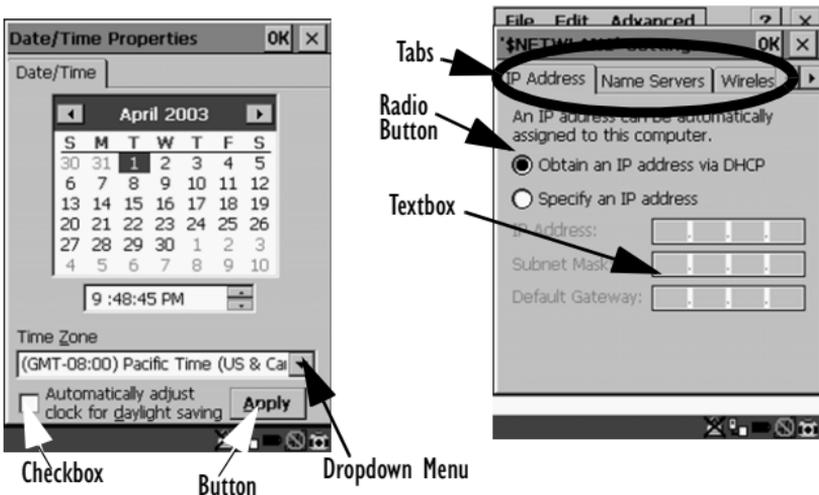 Date/Time Properties OK ×
Date/Time
April 2003
S M T W T F S
30 31 1 2 3 4 5
6 7 8 9 10 11 12
13 14 15 16 17 18 19
20 21 22 23 24 25 26
27 28 29 30 1 2 3
4 5 6 7 8 9 10
9 :48:45 PM
Time Zone
(GMT-08:00) Pacific Time (US & Ca
Automatically adjust
clock for daylight saving
Apply
Checkbox
Button
Dropdown Menu
Tabs
Radio
Button
Textbox
File Edit Advanced ? ×
OK ×
IP Address Name Servers Wireles
An IP address can be automatically
assigned to this computer.
Obtain an IP address via DHCP
Specify an IP address
IP Address:
Subnet Mask
Default Gateway: